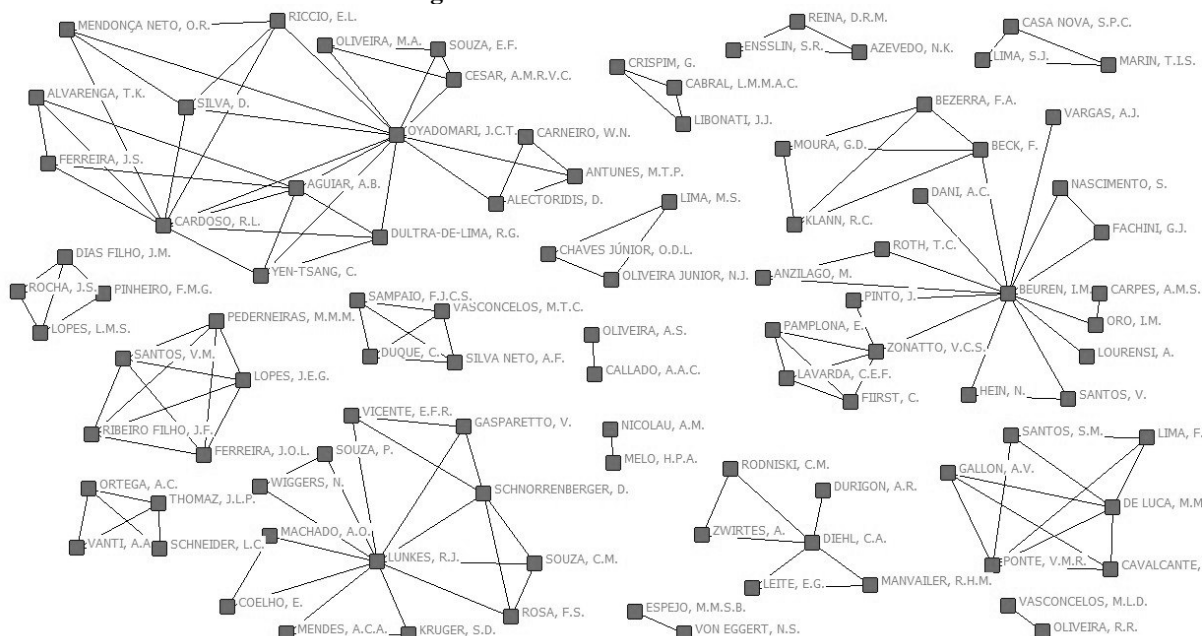 MENDONÇA NETO, O.R.
RICCIO, E.L.
OLIVEIRA, M.A.
SOUZA, E.F.
CESAR, A.M.R.V.C.
ALVARENGA, T.K.
SILVA, D.
OYADOMARI, J.C.T.
CARNEIRO, W.N.
FERREIRA, J.S.
AGUIAR, A.B.
ANTUNES, M.T.P.
ALECTORIDIS, D.
CARDOSO, R.L.
DULTRA-DE-LIMA, R.G.
YEN-TSANG, C.
CRISPIM, G.
CABRAL, L.M.M.A.C.
LIBONATI, J.J.
REINA, D.R.M.
ENSSLIN, S.R.
AZEVEDO, N.K.
CASA NOVA, S.P.C.
LIMA, S.J.
MARIN, T.I.S.
BEZERRA, F.A.
VARGAS, A.J.
MOURA, G.D.
BECK, F.
DANI, A.C.
NASCIMENTO, S.
KLANN, R.C.
FACHINI, G.J.
ROTH, T.C.
ANZILAGO, M.
BEUREN, I.M.
CARPES, A.M.S.
PINTO, J.
ORO, I.M.
PAMPLONA, E.
ZONATTO, V.C.S.
LOURENSI, A.
LAVARDA, C.E.F.
FIIRST, C.
HEIN, N.
SANTOS, V.
LIMA, M.S.
CHAVES JÚNIOR, O.D.L.
OLIVEIRA JUNIOR, N.J.
DIAS FILHO, J.M.
ROCHA, J.S.
PINHEIRO, F.M.G.
LOPES, L.M.S.
SAMPAIO, F.J.C.S.
VASCONCELOS, M.T.C.
DUQUE, C.
SILVA NETO, A.F.
OLIVEIRA, A.S.
CALLADO, A.A.C.
PEDERNEIRAS, M.M.M.
SANTOS, V.M.
LOPES, J.E.G.
RIBEIRO FILHO, J.F.
FERREIRA, J.O.L.
VICENTE, E.F.R.
GASPARETTO, V.
SOUZA, P.
WIGGERS, N.
SCHNORRENBERGER, D.
MACHADO, A.O.
LUNKES, R.J.
SOUZA, C.M.
COELHO, E.
ROSA, F.S.
MENDES, A.C.A.
KRUGER, S.D.
NICOLAU, A.M.
MELO, H.P.A.
ORTEGA, A.C.
THOMAZ, J.L.P.
VANTI, A.A.
SCHNEIDER, L.C.
RODNISKI, C.M.
DURIGON, A.R.
ZWIRTES, A.
DIEHL, C.A.
LEITE, E.G.
MANVAILER, R.H.M.
SANTOS, S.M.
LIMA, F.
GALLON, A.V.
DE LUCA, M.M
PONTE, V.M.R.
CAVALCANTE,
ESPEJO, M.M.S.B.
VON EGGERT, N.S.
VASCONCELOS, M.L.D.
OLIVEIRA, R.R.